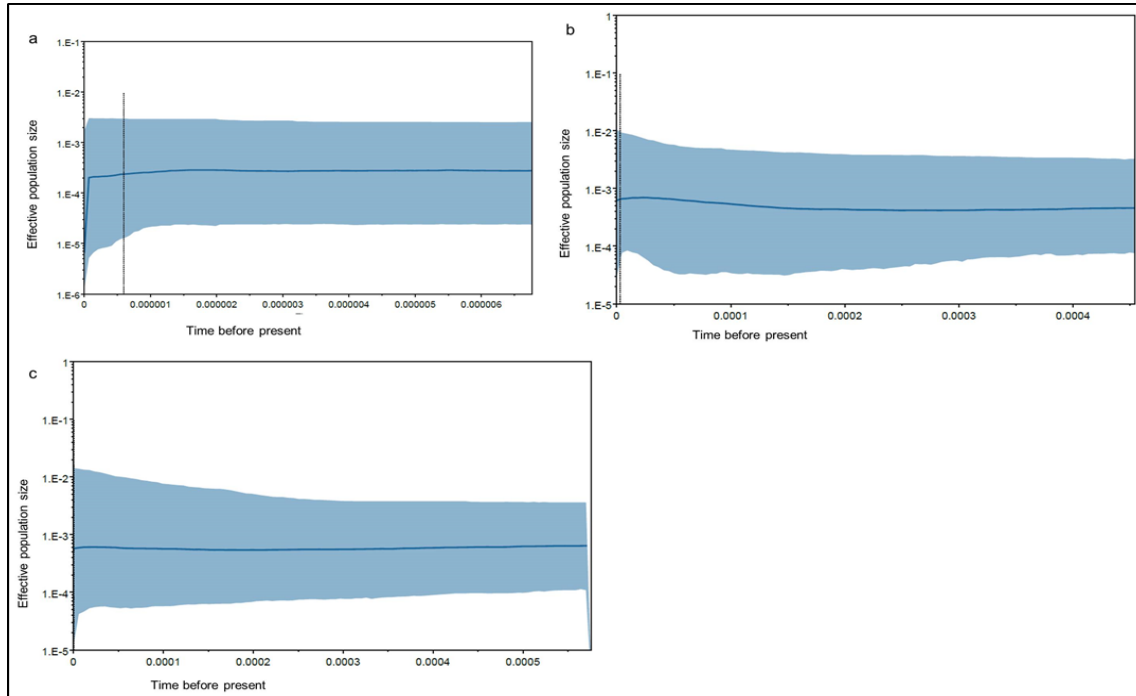 a
1.E-1
1.E-2
1.E-3
1.E-4
1.E-5
1.E-6
Effective population size
0 0.000001 0.000002 0.000003 0.000004 0.000005 0.000006
Time before present
b
1
1.E-1
1.E-2
1.E-3
1.E-4
1.E-5
Effective population size
0 0.0001 0.0002 0.0003 0.0004
Time before present
c
1
1.E-1
1.E-2
1.E-3
1.E-4
1.E-5
Effective population size
0 0.0001 0.0002 0.0003 0.0004 0.0005
Time before present